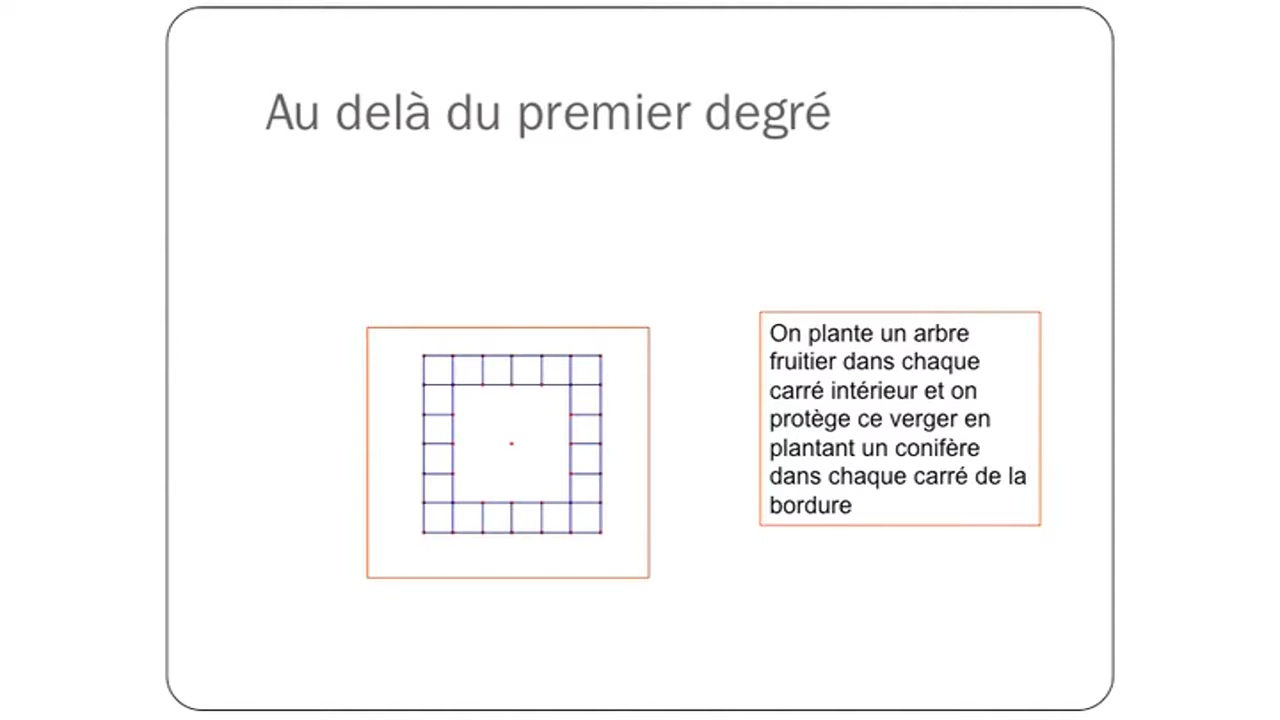 Au delà du premier degré
On plante un arbre
fruitier dans chaque
carré intérieur et on
protège ce verger en
plantant un conifère
dans chaque carré de la
bordure